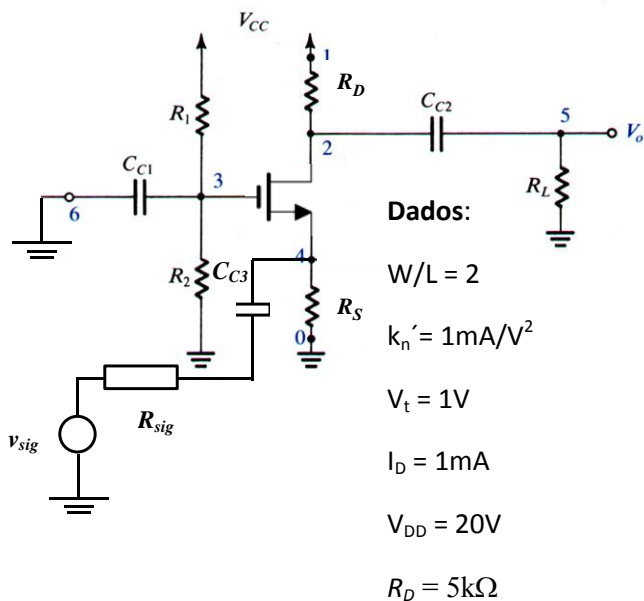 V_CC
1
R_D
R_1
C_C2
5
V_o
2
C_C1
3
6
R_L
Dados:
R_2
C_C3
4
W/L = 2
R_S
0
k_n´= 1mA/V²
R_sig
V_t = 1V
v_sig
I_D = 1mA
V_DD = 20V
R_D = 5kΩ